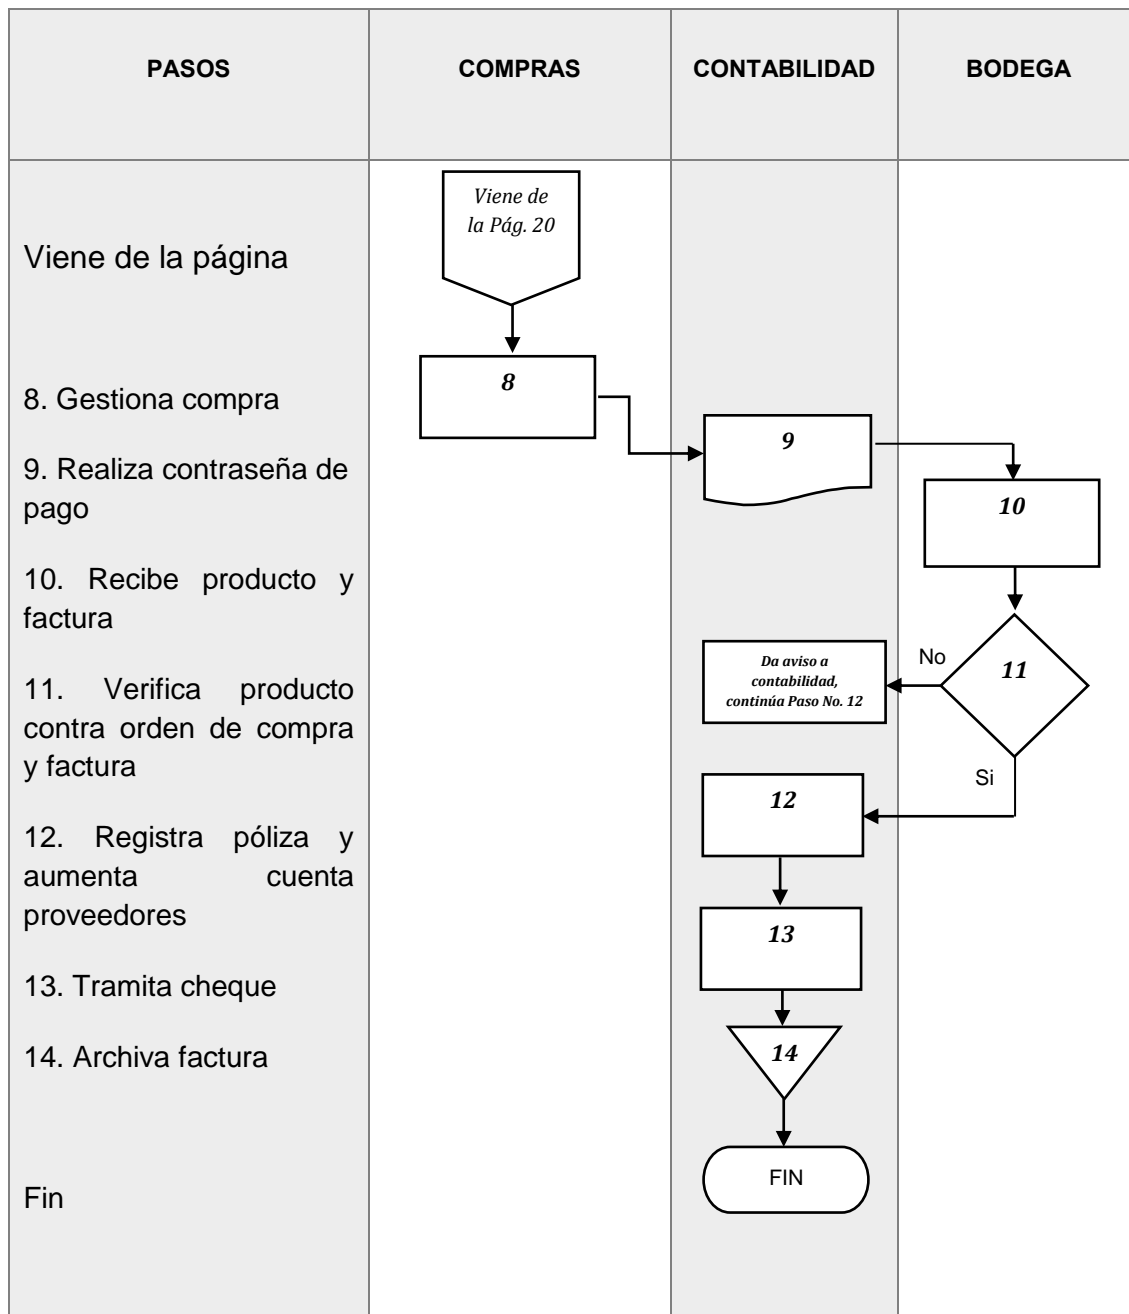 PASOS
COMPRAS
CONTABILIDAD
BODEGA
Viene de la página
8. Gestiona compra
9. Realiza contraseña de
pago
10. Recibe producto y
factura
11. Verifica producto
contra orden de compra
y factura
12. Registra póliza y
aumenta cuenta
proveedores
13. Tramita cheque
14. Archiva factura
Fin
Viene de
la Pág. 20
8
9
10
11
No
Da aviso a
contabilidad,
continúa Paso No. 12
Si
12
13
14
FIN